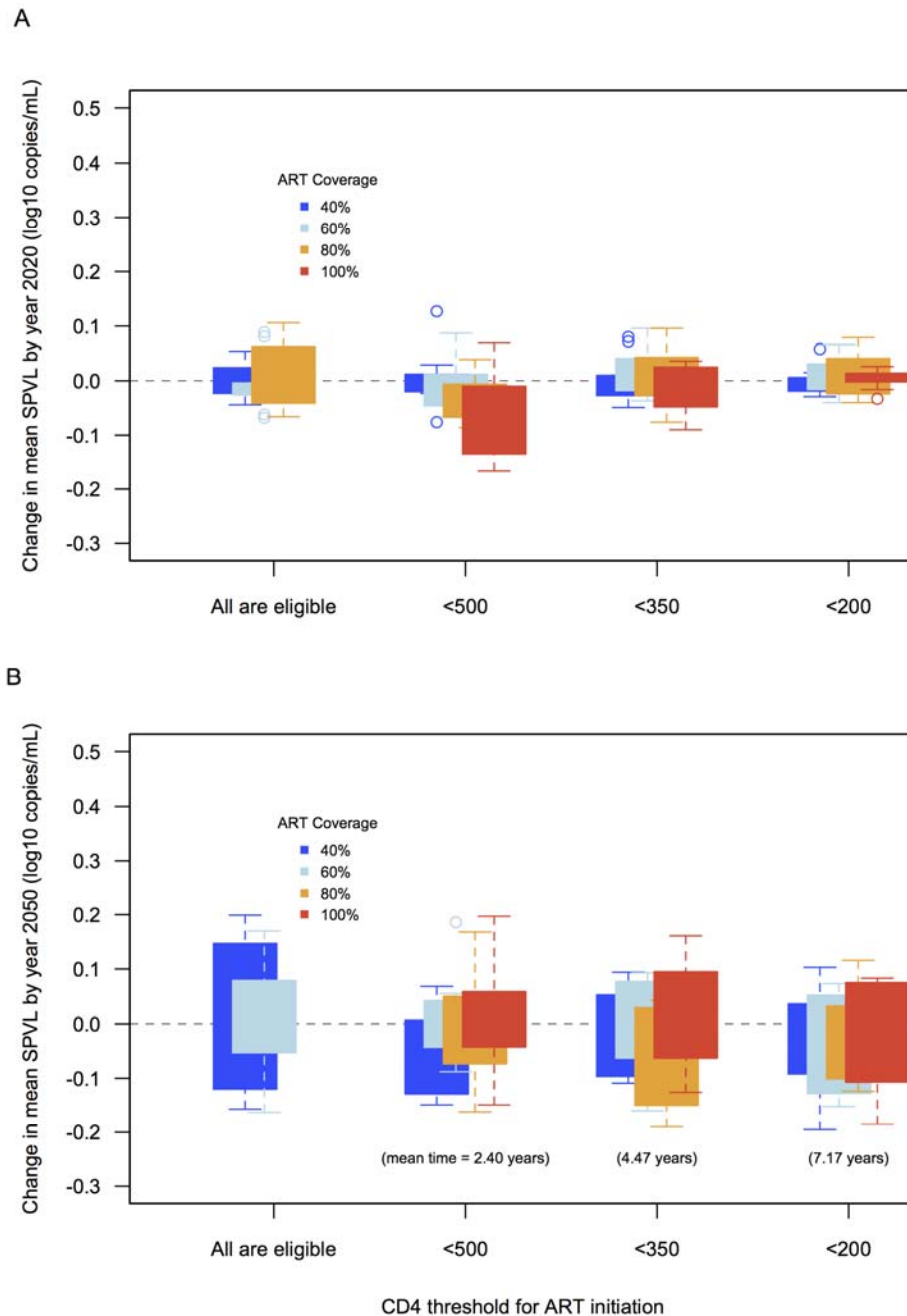 A
Change in mean SPVL by year 2020 (log10 copies/mL)
0.5
0.4
0.3
0.2
0.1
0.0
-0.1
-0.2
-0.3
ART Coverage
40%
60%
80%
100%
All are eligible
<500
<350
<200
B
Change in mean SPVL by year 2050 (log10 copies/mL)
0.5
0.4
0.3
0.2
0.1
0.0
-0.1
-0.2
-0.3
ART Coverage
40%
60%
80%
100%
(mean time = 2.40 years)
(4.47 years)
(7.17 years)
All are eligible
<500
<350
<200
CD4 threshold for ART initiation